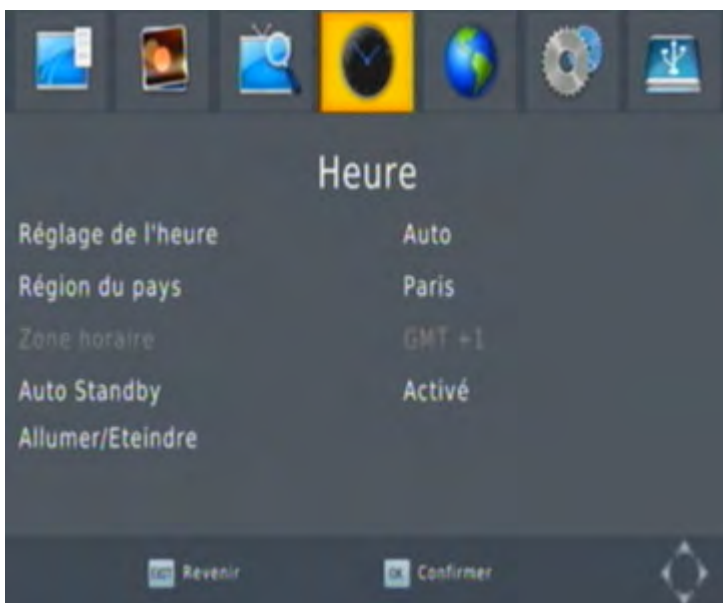 Heure
Réglage de l'heure Auto
Région du pays Paris
Zone horaire GMT +1
Auto Standby Activé
Allumer/Eteindre
EXIT Revenir OK Confirmer